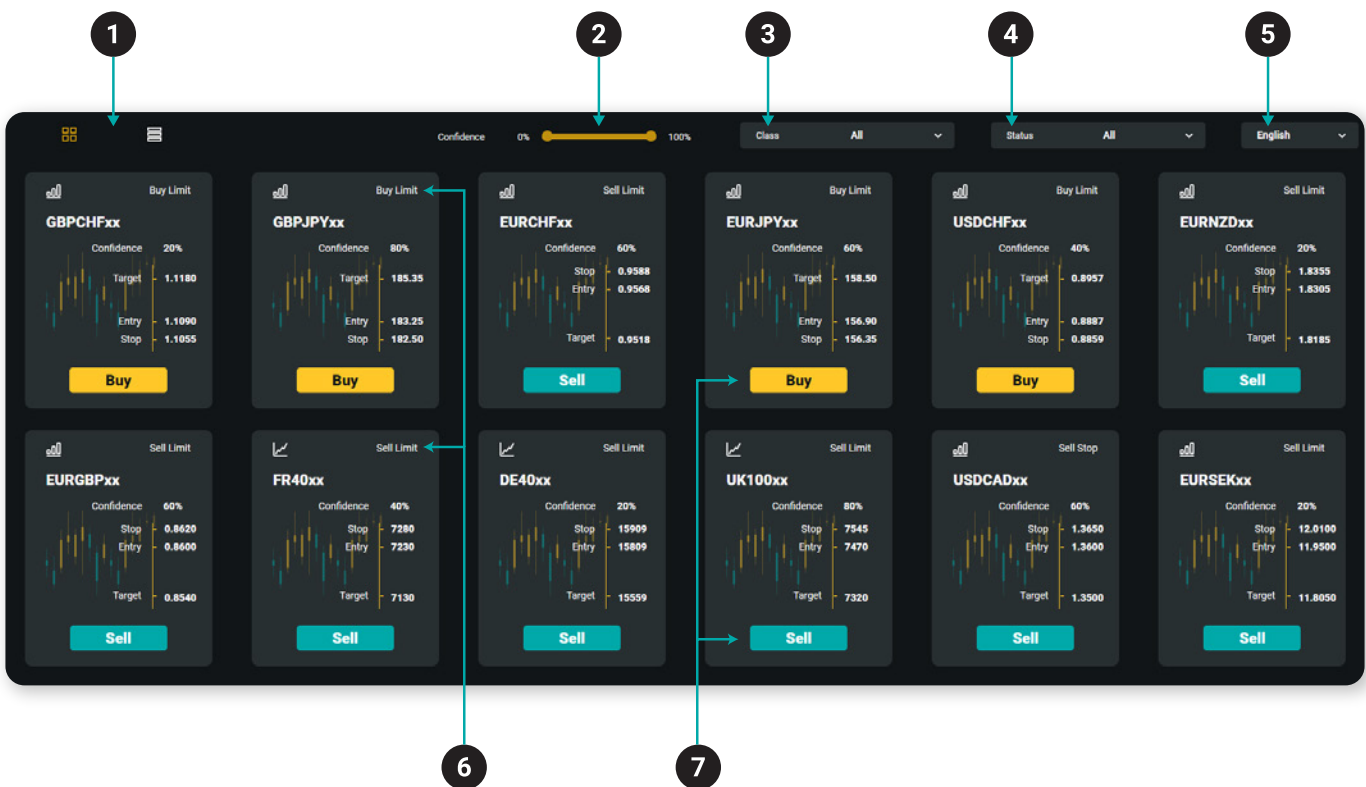 1 2 3 4 5
Confidence 0% 100% Class All Status All English
Buy Limit
GBPCHFxx
Confidence 20%
Target 1.1180
Entry 1.1090
Stop 1.1055
Buy
Buy Limit
GBPJPYxx
Confidence 80%
Target 185.35
Entry 183.25
Stop 182.50
Buy
Sell Limit
EURCHFxx
Confidence 60%
Stop 0.9588
Entry 0.9568
Target 0.9518
Sell
Buy Limit
EURJPYxx
Confidence 60%
Target 158.50
Entry 156.90
Stop 156.35
Buy
Buy Limit
USDCHFxx
Confidence 40%
Target 0.8957
Entry 0.8887
Stop 0.8859
Buy
Sell Limit
EURNZDxx
Confidence 20%
Stop 1.8355
Entry 1.8305
Target 1.8185
Sell
Sell Limit
EURGBPxx
Confidence 60%
Stop 0.8620
Entry 0.8600
Target 0.8540
Sell
Sell Limit
FR40xx
Confidence 40%
Stop 7280
Entry 7230
Target 7130
Sell
Sell Limit
DE40xx
Confidence 20%
Stop 15909
Entry 15809
Target 15559
Sell
Sell Limit
UK100xx
Confidence 80%
Stop 7545
Entry 7470
Target 7320
Sell
Sell Stop
USDCADxx
Confidence 60%
Stop 1.3650
Entry 1.3600
Target 1.3500
Sell
Sell Limit
EURSEKxx
Confidence 20%
Stop 12.0100
Entry 11.9500
Target 11.8050
Sell
6 7